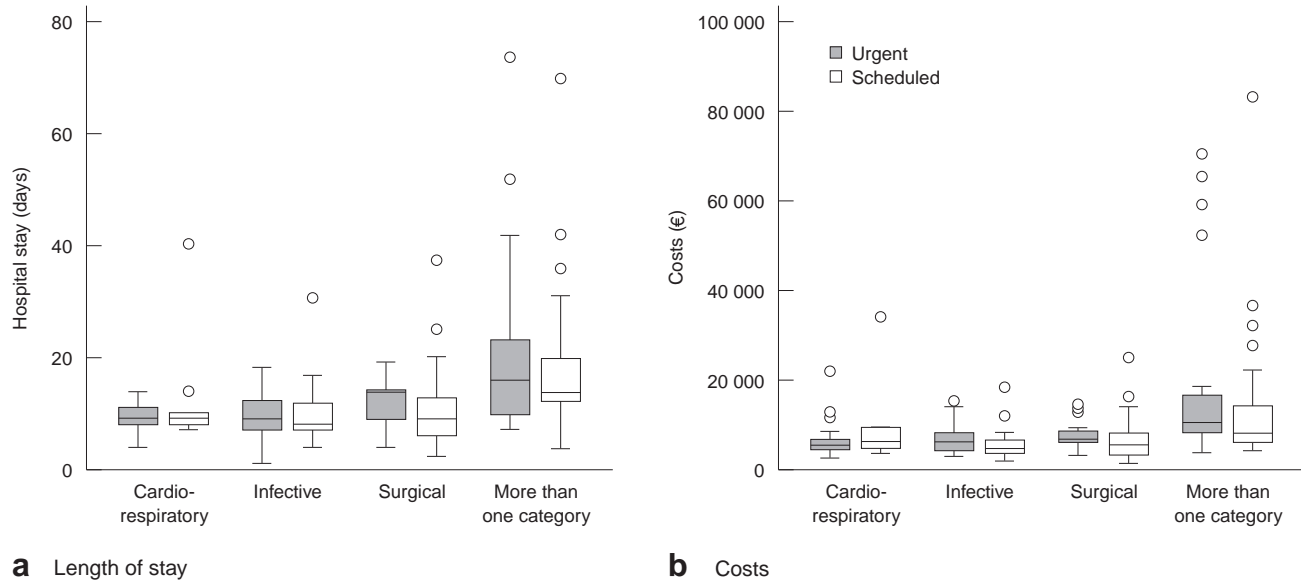 80
60
40
20
0
Hospital stay (days)
Cardio-
respiratory
Infective
Surgical
More than
one category
a Length of stay
100 000
80 000
60 000
40 000
20 000
0
Costs (€)
Urgent
Scheduled
Cardio-
respiratory
Infective
Surgical
More than
one category
b Costs